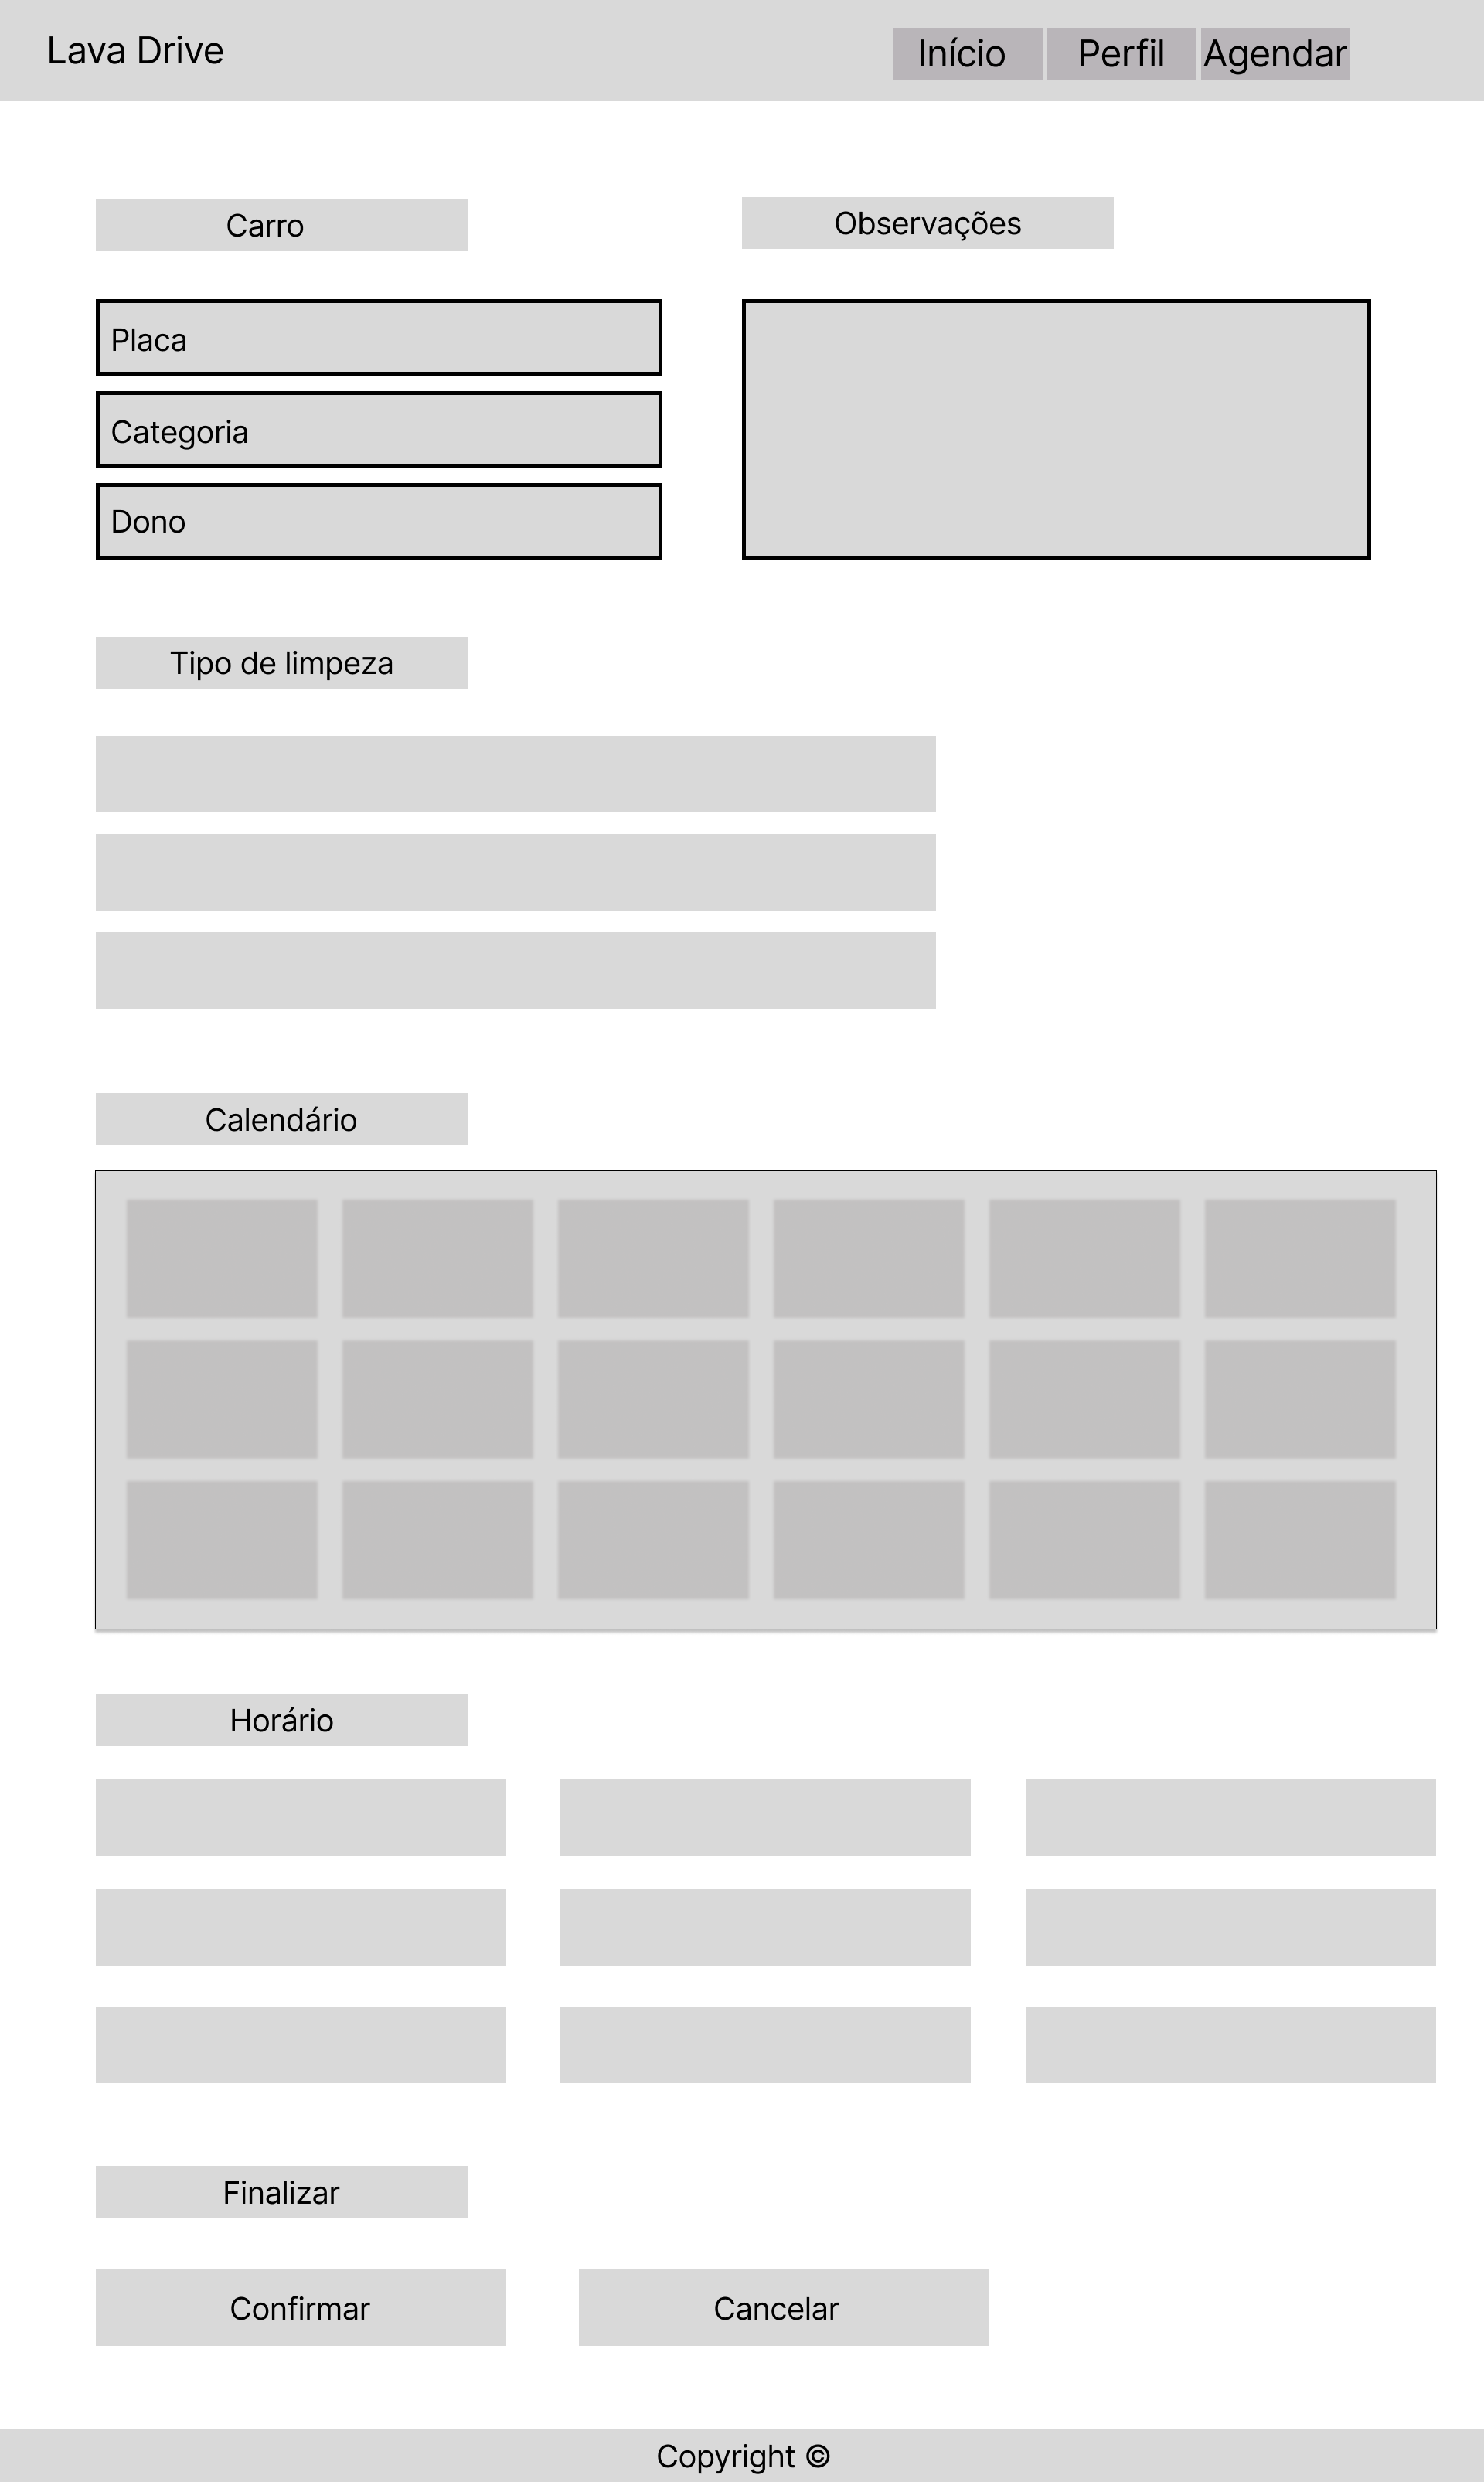 Lava Drive
Início
Perfil
Agendar
Carro
Observações
Placa
Categoria
Dono
Tipo de limpeza
Calendário
Horário
Finalizar
Confirmar
Cancelar
Copyright ©